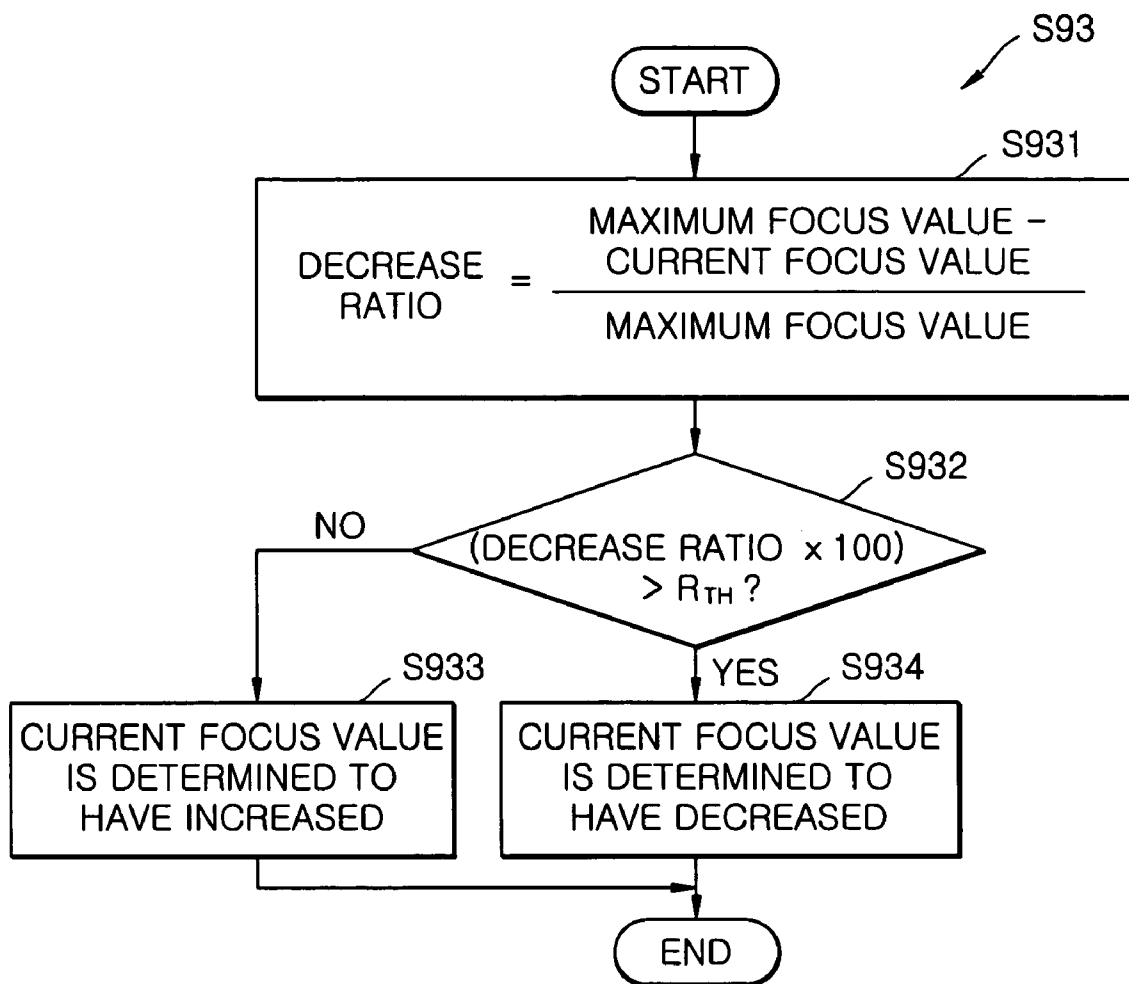 S93
START
S931
DECREASE
RATIO
=
MAXIMUM FOCUS VALUE –
CURRENT FOCUS VALUE
MAXIMUM FOCUS VALUE
S932
(DECREASE RATIO × 100)
> RTH ?
NO
YES
S933
CURRENT FOCUS VALUE
IS DETERMINED TO
HAVE INCREASED
S934
CURRENT FOCUS VALUE
IS DETERMINED TO
HAVE DECREASED
END